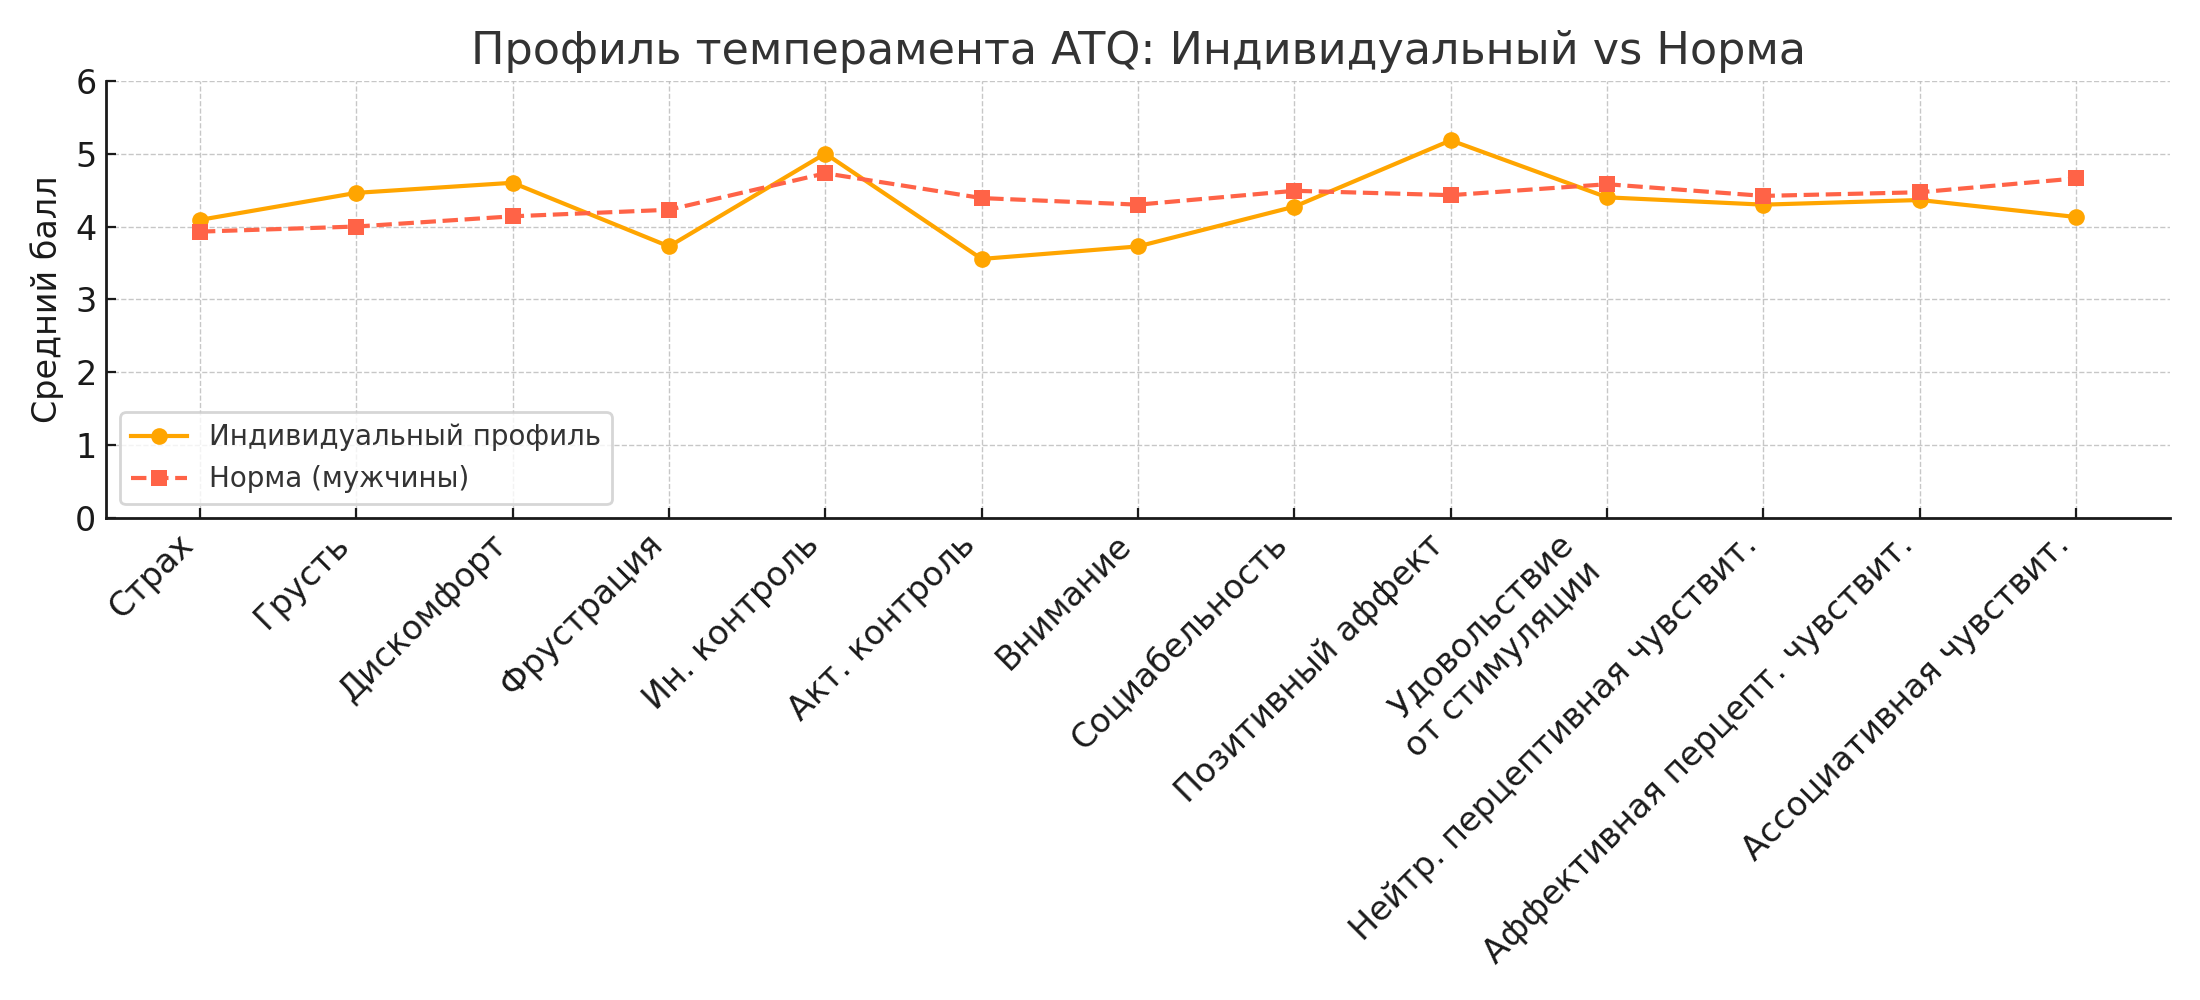 Профиль темперамента ATQ: Индивидуальный vs Норма
Средний балл
6
5
4
3
2
1
0
Индивидуальный профиль
Норма (мужчины)
Страх
Грусть
Дискомфорт
Фрустрация
Ин. контроль
Акт. контроль
Внимание
Социабельность
Позитивный аффект
Удовольствие
от стимуляции
Нейтр. перцептивная чувствит.
Аффективная перцепт. чувствит.
Ассоциативная чувствит.